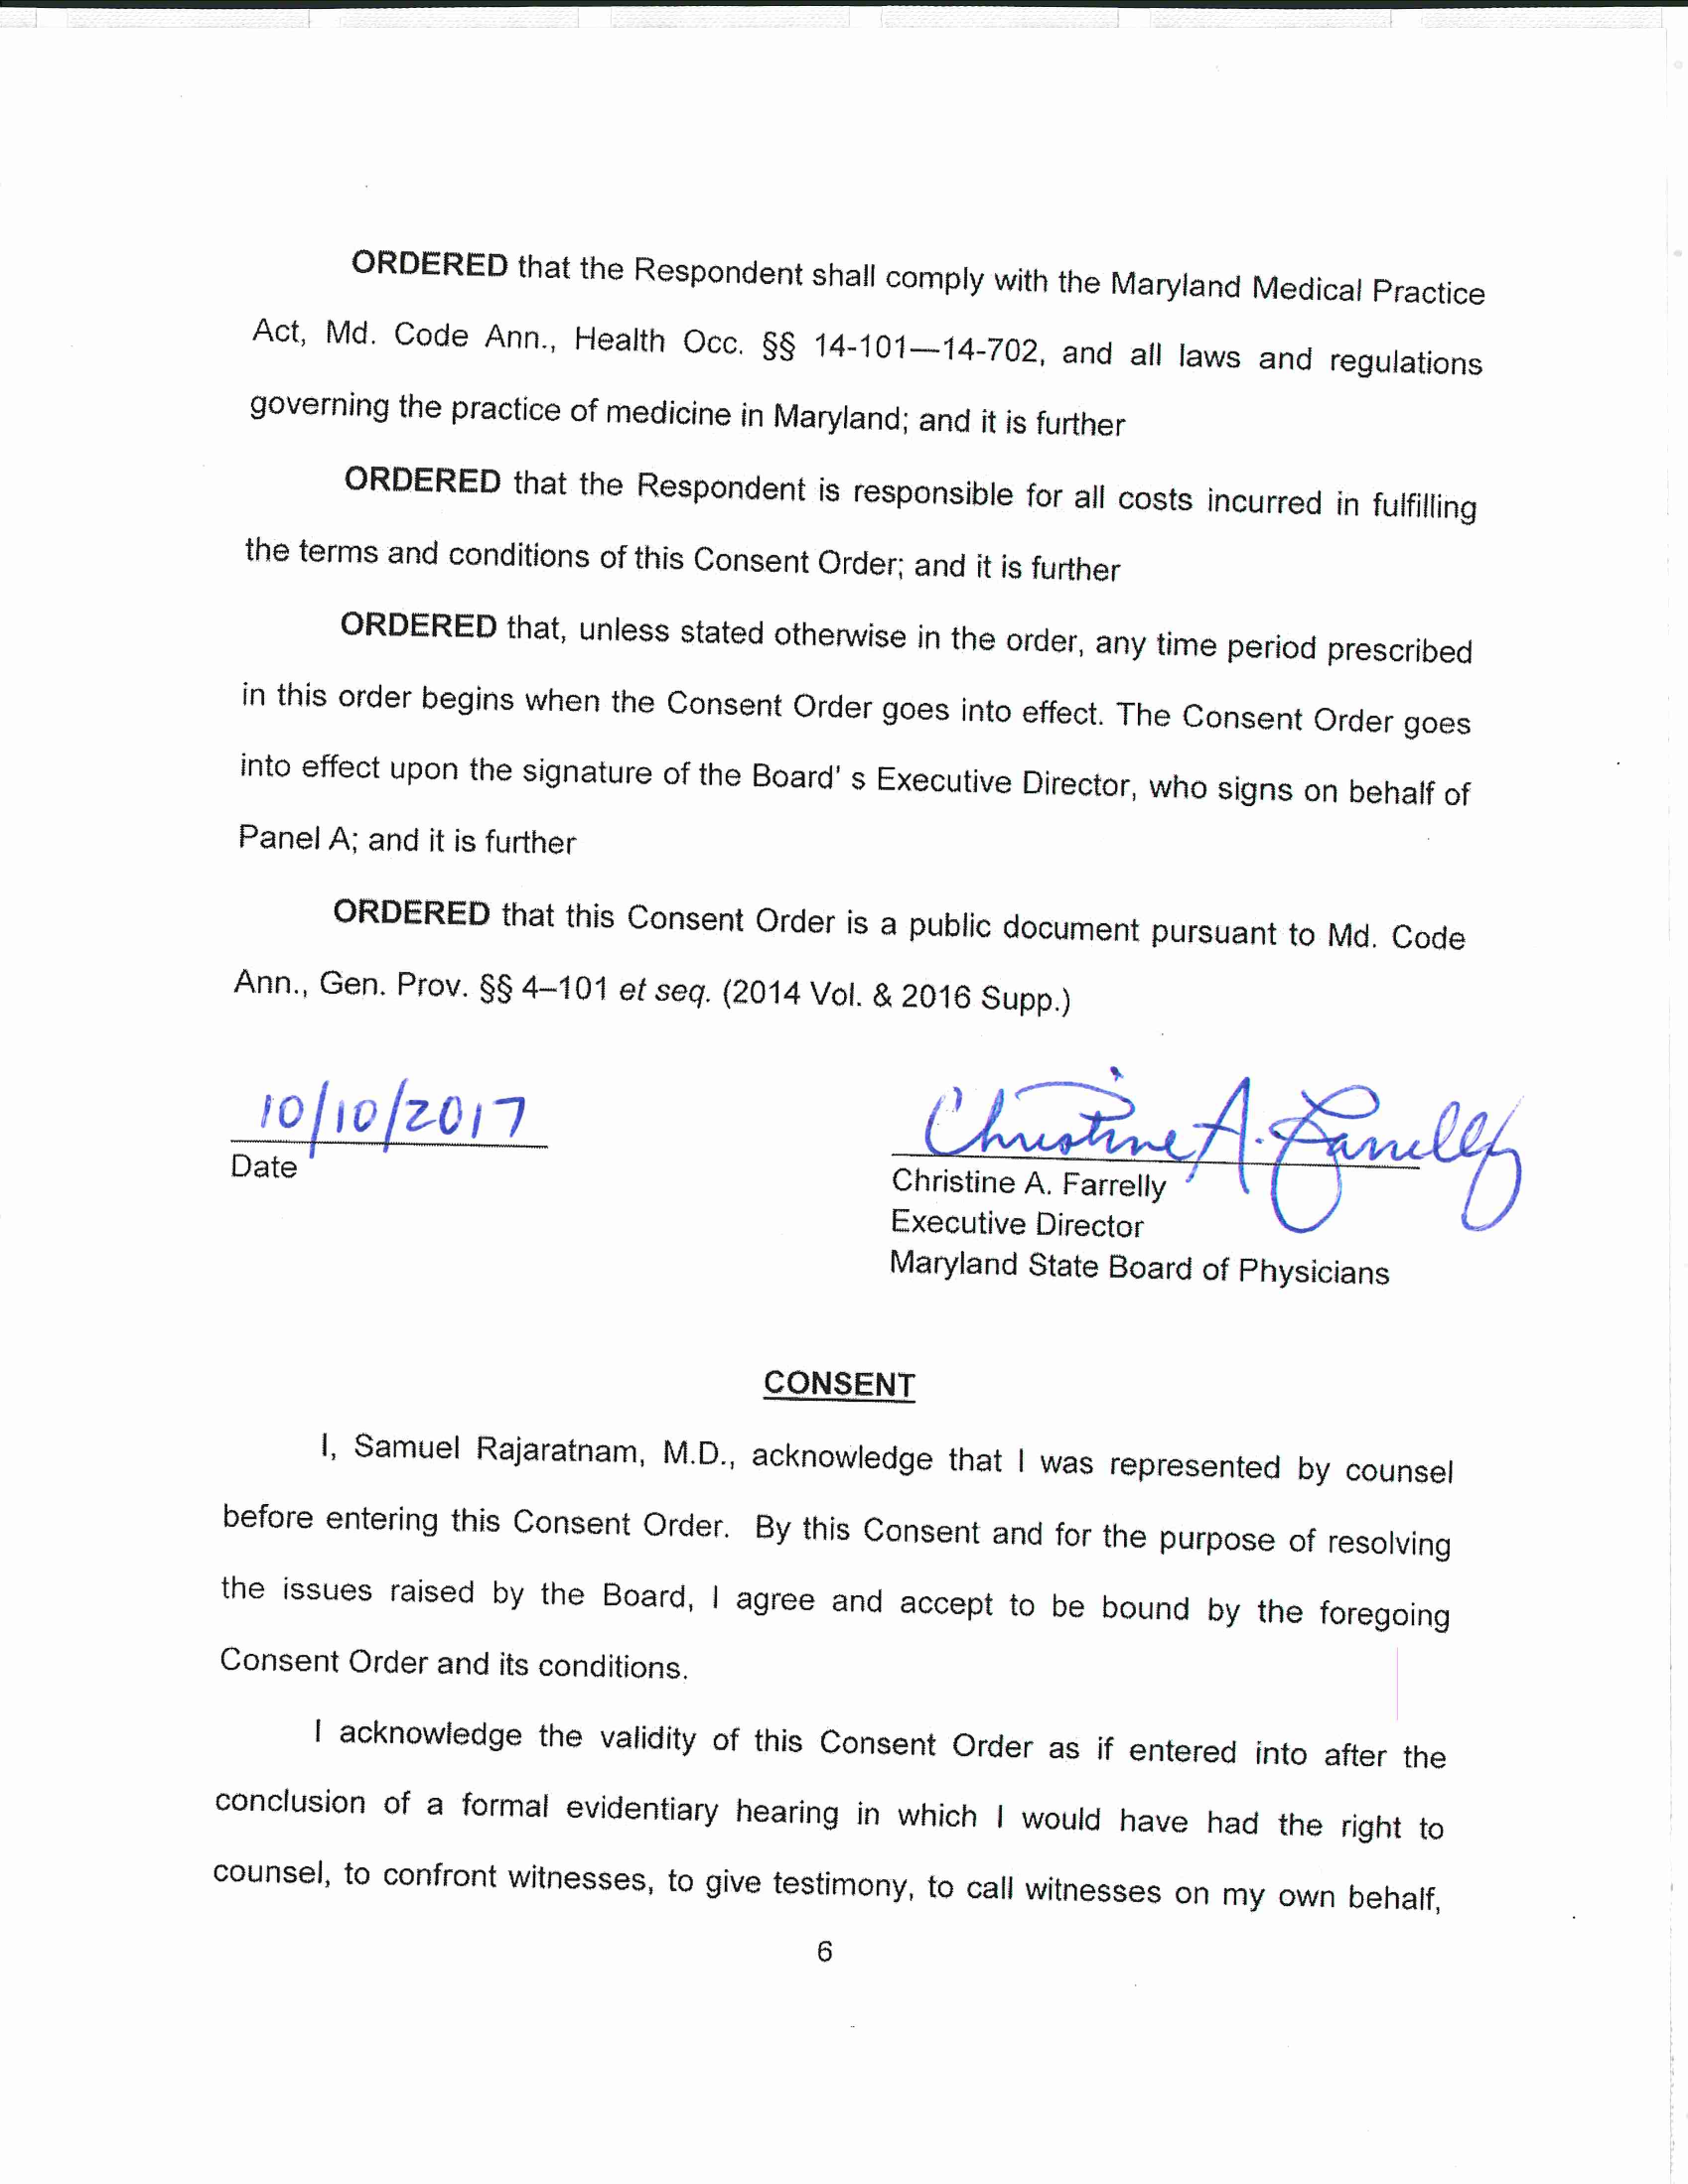 ORDERED that the Respondent shall comply with the Maryland Medical Practice
Act, Md. Code Ann., Health Occ. §§ 14-101—14-702, and all laws and regulations
governing the practice of medicine in Maryland; and it is further
ORDERED that the Respondent is responsible for all costs incurred in fulfilling
the terms and conditions of this Consent Order; and it is further
ORDERED that, unless stated otherwise in the order, any time period prescribed
in this order begins when the Consent Order goes into effect. The Consent Order goes
into effect upon the signature of the Board' s Executive Director, who signs on behalf of
Panel A; and it is further
ORDERED that this Consent Order is a public document pursuant to Md. Code
Ann., Gen. Prov. §§ 4–101 et seq. (2014 Vol. & 2016 Supp.)
10/10/2017
Date
Christine A. Farrelly
Christine A. Farrelly
Executive Director
Maryland State Board of Physicians
CONSENT
I, Samuel Rajaratnam, M.D., acknowledge that I was represented by counsel
before entering this Consent Order. By this Consent and for the purpose of resolving
the issues raised by the Board, I agree and accept to be bound by the foregoing
Consent Order and its conditions.
I acknowledge the validity of this Consent Order as if entered into after the
conclusion of a formal evidentiary hearing in which I would have had the right to
counsel, to confront witnesses, to give testimony, to call witnesses on my own behalf,
6